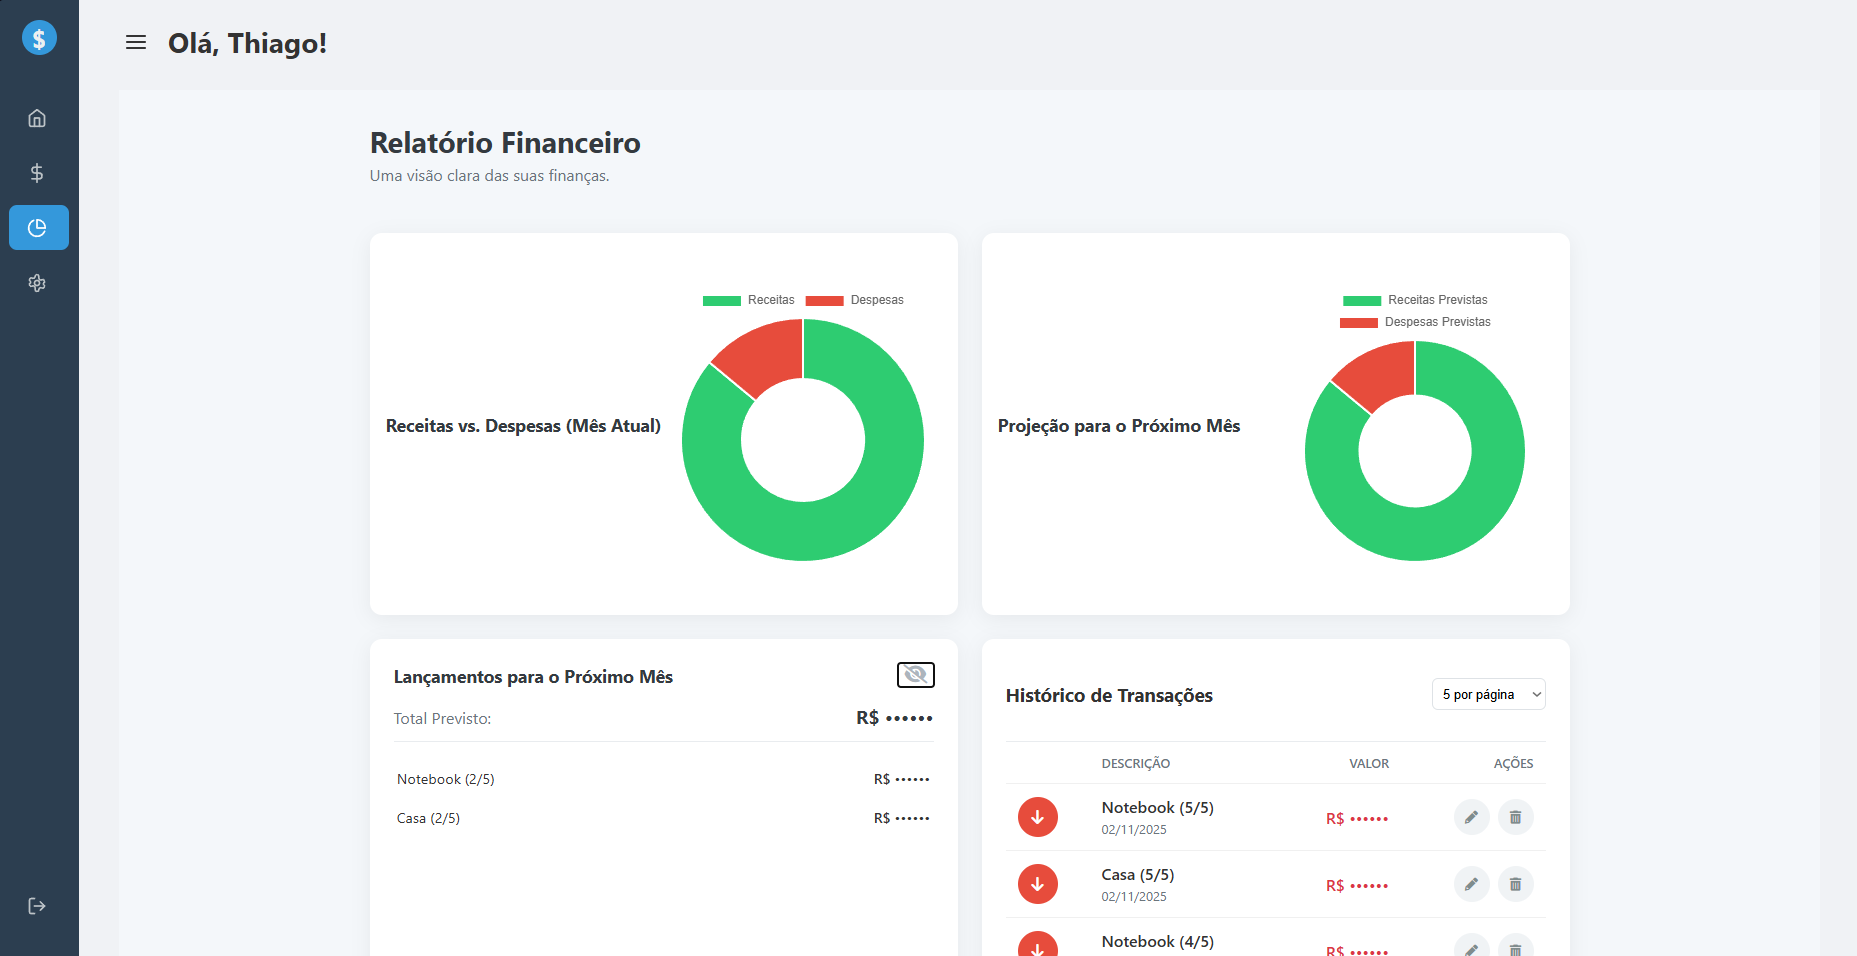 $
Olá, Thiago!
Relatório Financeiro
Uma visão clara das suas finanças.
Receitas Despesas
Receitas vs. Despesas (Mês Atual)
Receitas Previstas
Despesas Previstas
Projeção para o Próximo Mês
Lançamentos para o Próximo Mês
Total Previsto: R$ ••••••
Notebook (2/5) R$ ••••••
Casa (2/5) R$ ••••••
Histórico de Transações 5 por página
DESCRIÇÃO VALOR AÇÕES
Notebook (5/5) R$ ••••••
02/11/2025
Casa (5/5) R$ ••••••
02/11/2025
Notebook (4/5) R$ ••••••